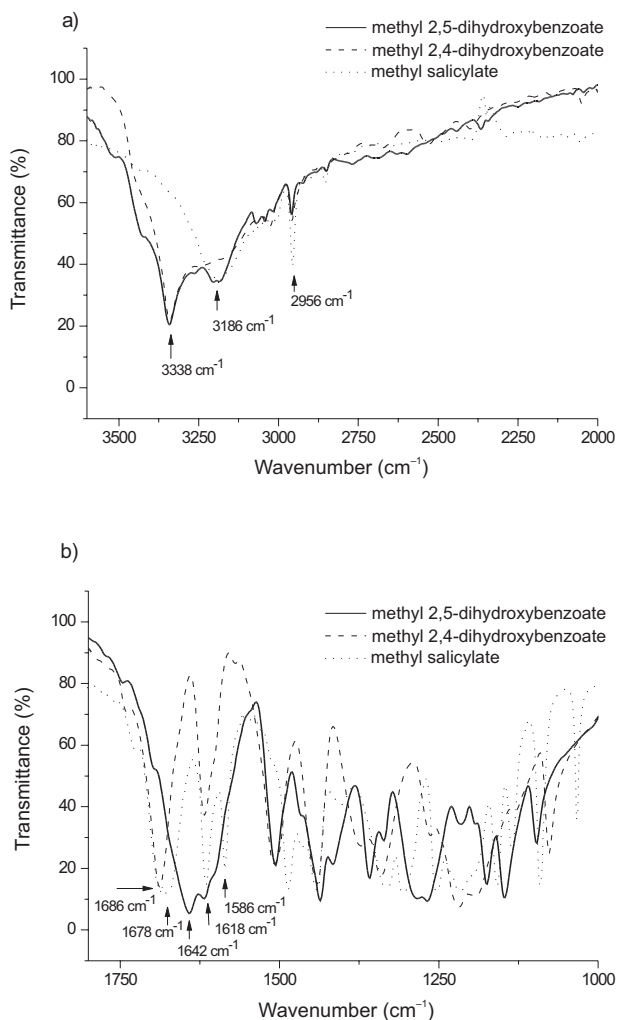 a)
methyl 2,5-dihydroxybenzoate
methyl 2,4-dihydroxybenzoate
methyl salicylate
100
80
60
40
20
0
Transmittance (%)
3338 cm⁻¹
3186 cm⁻¹
2956 cm⁻¹
3500 3250 3000 2750 2500 2250 2000
Wavenumber (cm⁻¹)
b)
methyl 2,5-dihydroxybenzoate
methyl 2,4-dihydroxybenzoate
methyl salicylate
100
80
60
40
20
0
Transmittance (%)
1686 cm⁻¹
1678 cm⁻¹
1642 cm⁻¹
1618 cm⁻¹
1586 cm⁻¹
1750 1500 1250 1000
Wavenumber (cm⁻¹)